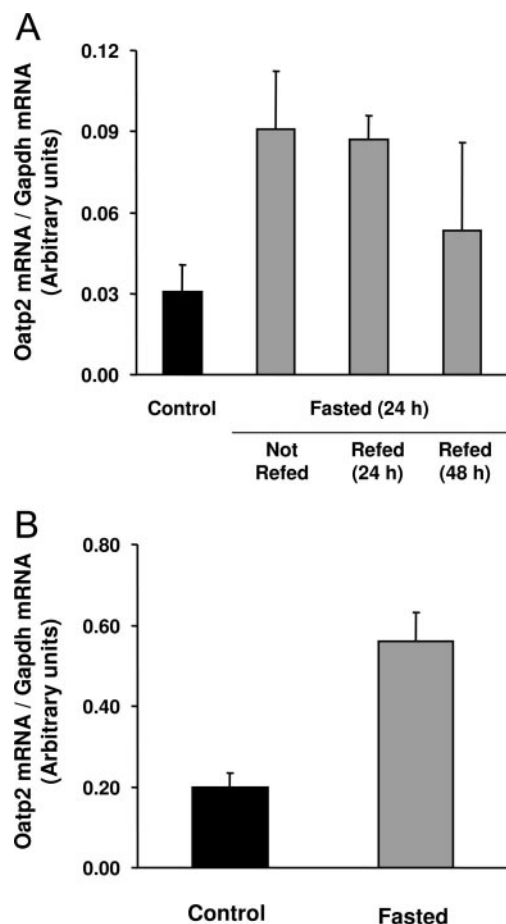 A
Oatp2 mRNA / Gapdh mRNA
(Arbitrary units)
0.12
0.09
0.06
0.03
0.00
Control
Fasted (24 h)
Not
Refed
Refed
(24 h)
Refed
(48 h)
B
Oatp2 mRNA / Gapdh mRNA
(Arbitrary units)
0.80
0.60
0.40
0.20
0.00
Control
Fasted